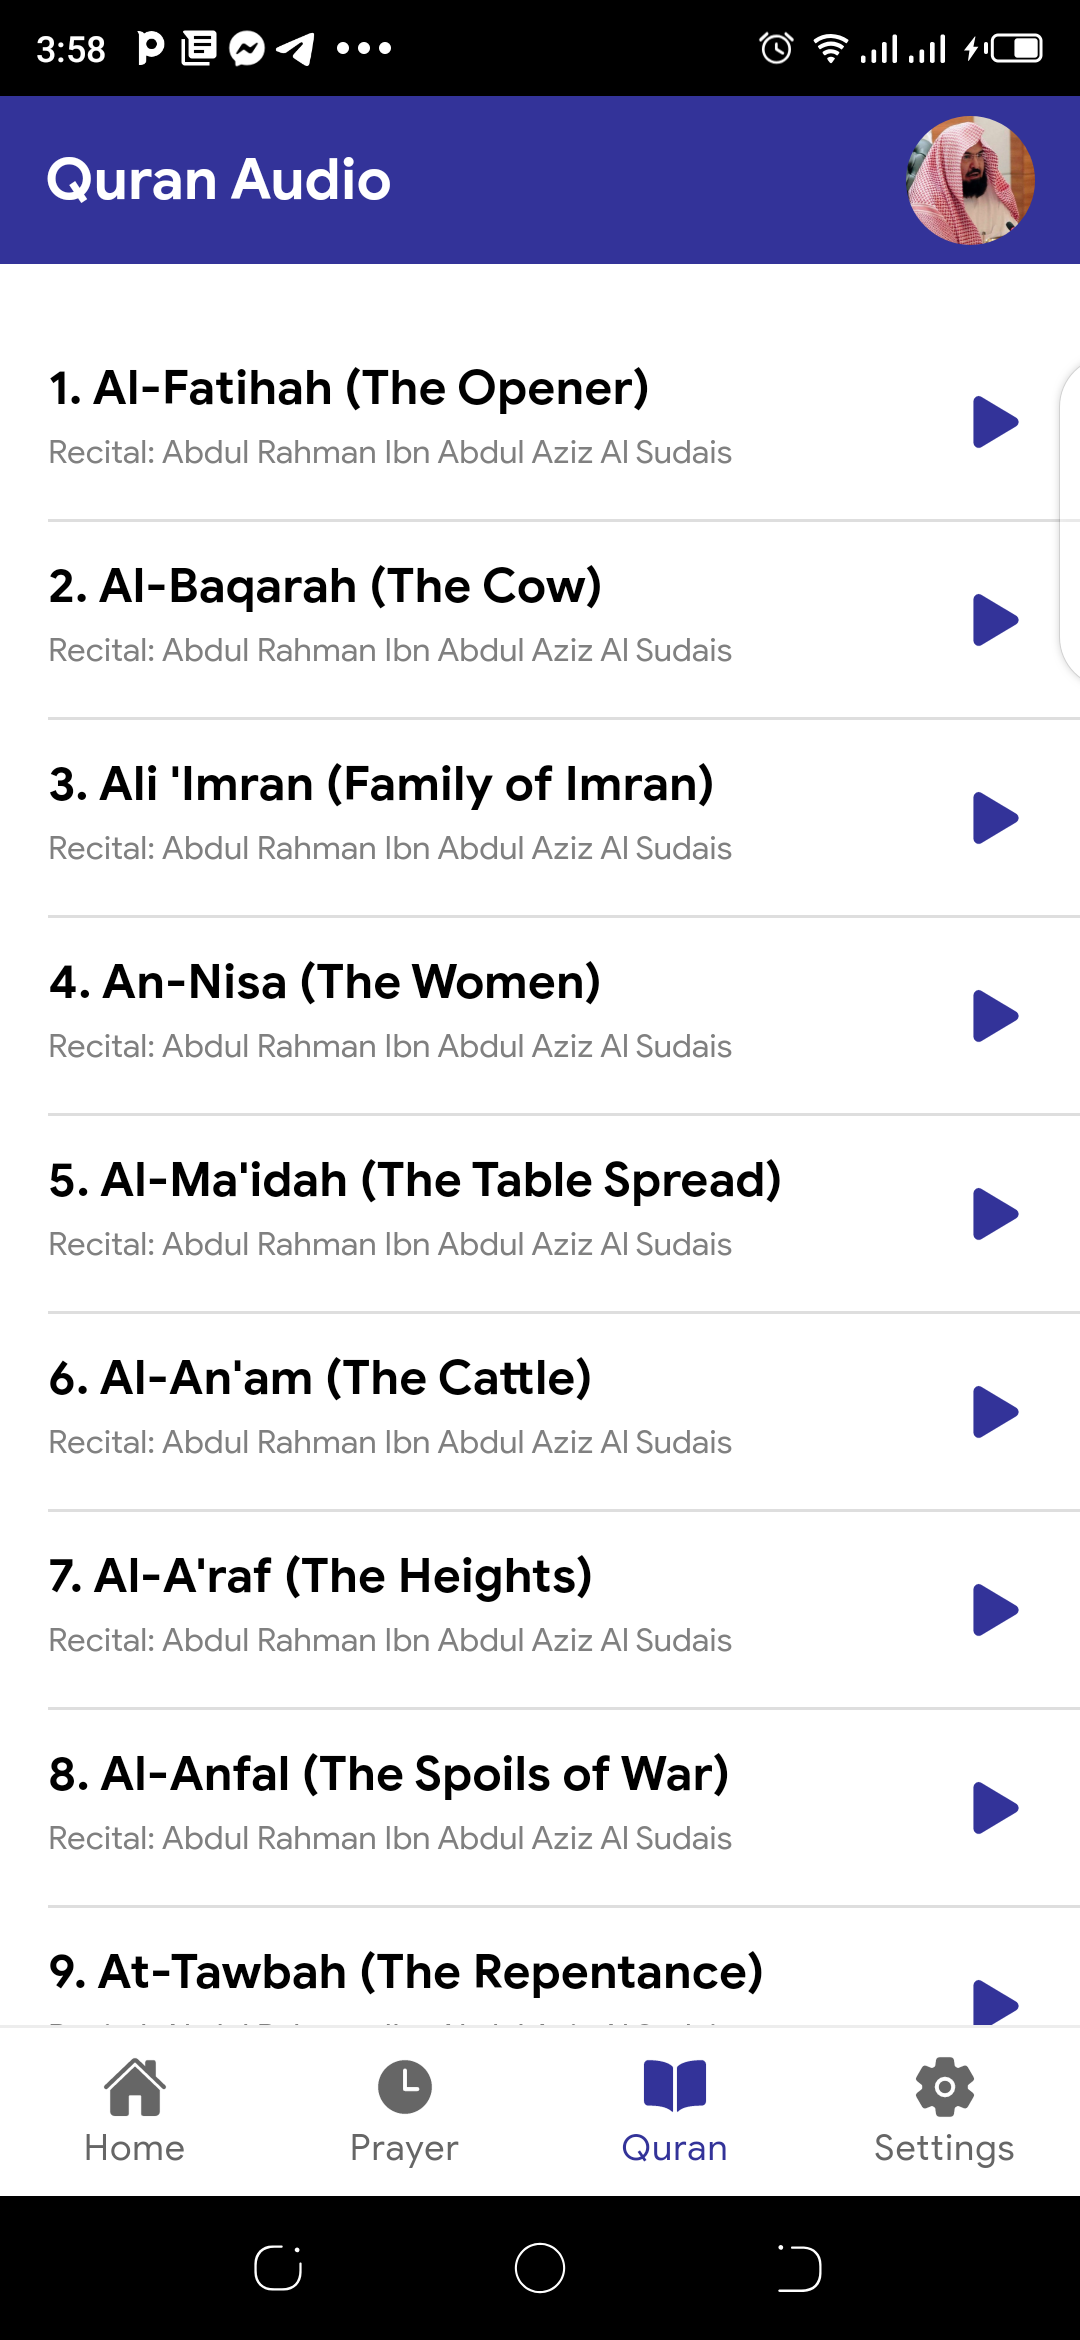 3:58
Quran Audio
1. Al-Fatihah (The Opener)
Recital: Abdul Rahman Ibn Abdul Aziz Al Sudais
2. Al-Baqarah (The Cow)
Recital: Abdul Rahman Ibn Abdul Aziz Al Sudais
3. Ali 'Imran (Family of Imran)
Recital: Abdul Rahman Ibn Abdul Aziz Al Sudais
4. An-Nisa (The Women)
Recital: Abdul Rahman Ibn Abdul Aziz Al Sudais
5. Al-Ma'idah (The Table Spread)
Recital: Abdul Rahman Ibn Abdul Aziz Al Sudais
6. Al-An'am (The Cattle)
Recital: Abdul Rahman Ibn Abdul Aziz Al Sudais
7. Al-A'raf (The Heights)
Recital: Abdul Rahman Ibn Abdul Aziz Al Sudais
8. Al-Anfal (The Spoils of War)
Recital: Abdul Rahman Ibn Abdul Aziz Al Sudais
9. At-Tawbah (The Repentance)
Home
Prayer
Quran
Settings